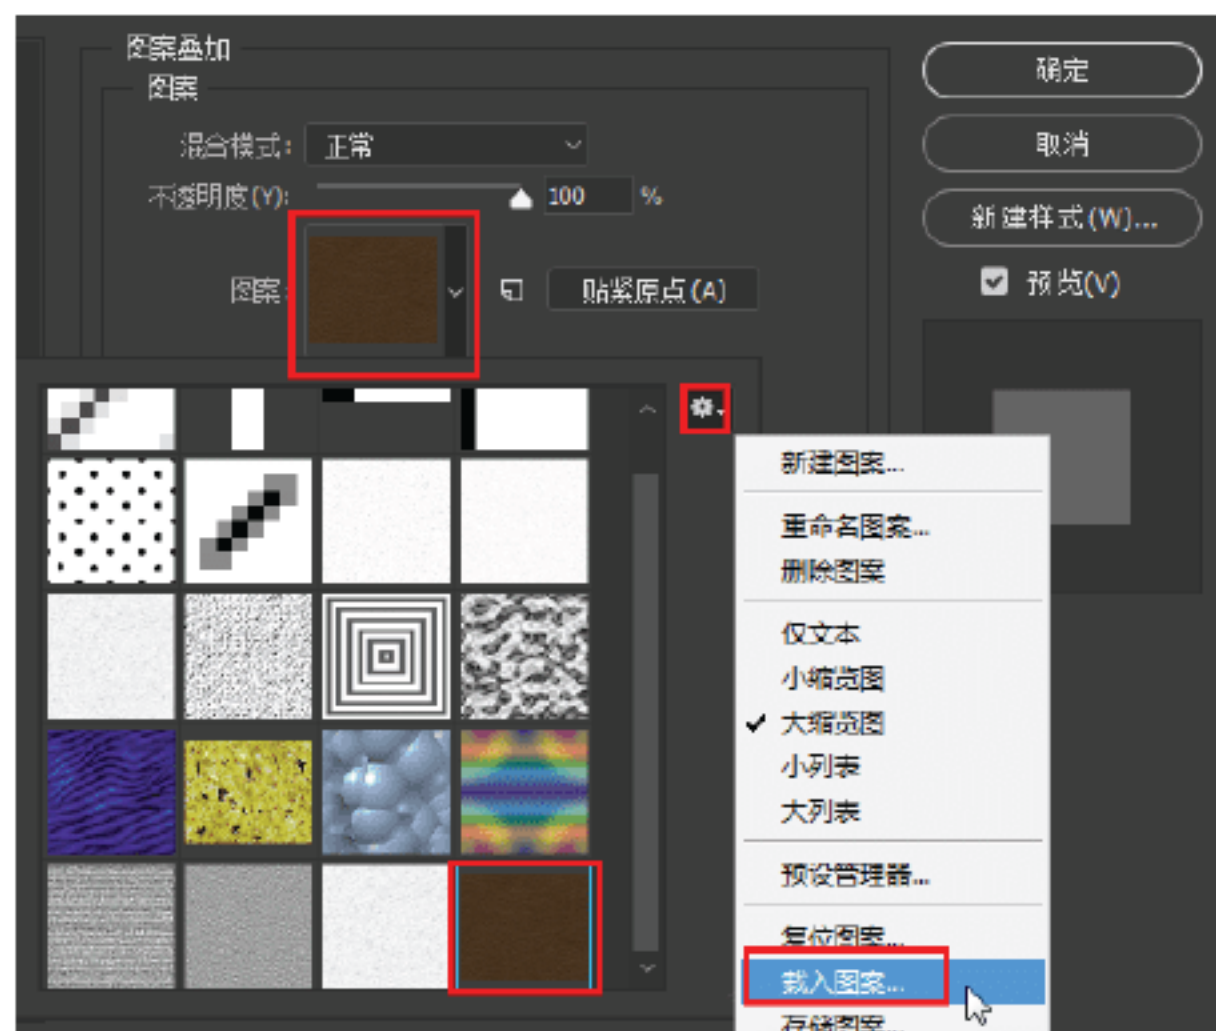 图案叠加
图案
混合模式： 正常
不透明度(Y)： 100 %
图案： 贴紧原点(A)
确定
取消
新建样式(W)...
预览(V)
新建图案...
重命名图案...
删除图案
仅文本
小缩览图
大缩览图
小列表
大列表
预设管理器...
复位图案...
载入图案...
存储图案...